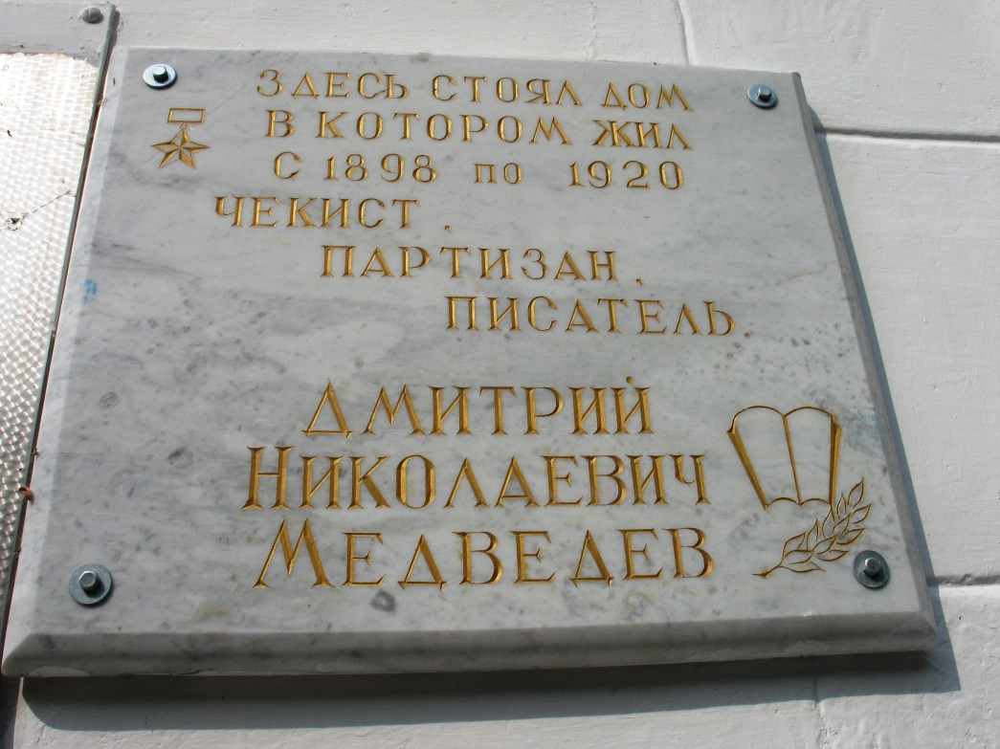 ЗДЕСЬ СТОЯЛ ДОМ
В КОТОРОМ ЖИЛ
С 1898 ПО 1920
ЧЕКИСТ,
ПАРТИЗАН,
ПИСАТЕЛЬ.
ДМИТРИЙ
НИКОЛАЕВИЧ
МЕДВЕДЕВ